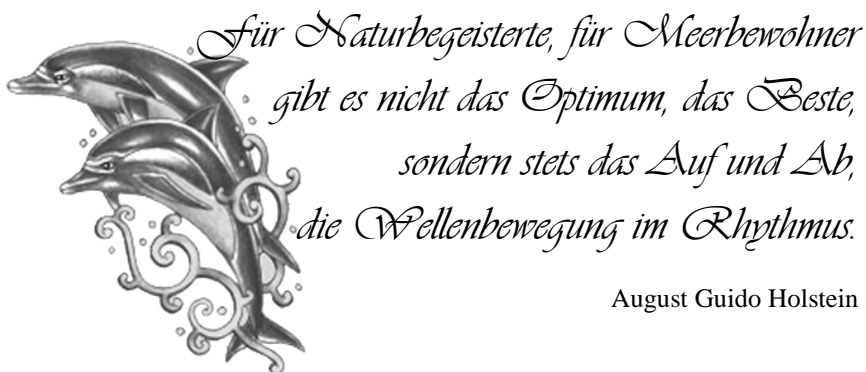 Für Naturbegeisterte, für Meerbewohner
gibt es nicht das Optimum, das Beste,
sondern stets das Auf und Ab,
die Wellenbewegung im Rhythmus.
August Guido Holstein